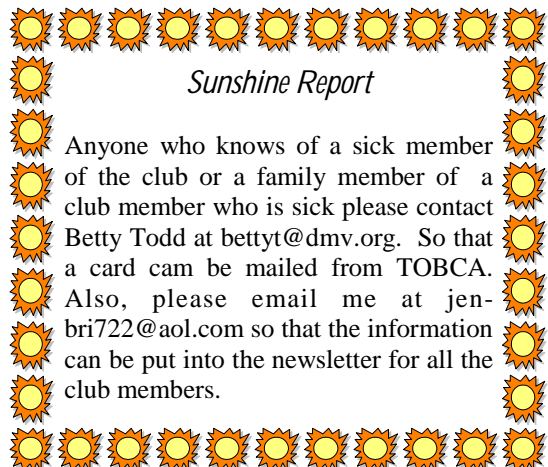 Sunshine Report
Anyone who knows of a sick member
of the club or a family member of a
club member who is sick please contact
Betty Todd at bettyt@dmv.org. So that
a card cam be mailed from TOBCA.
Also, please email me at jen-
bri722@aol.com so that the information
can be put into the newsletter for all the
club members.